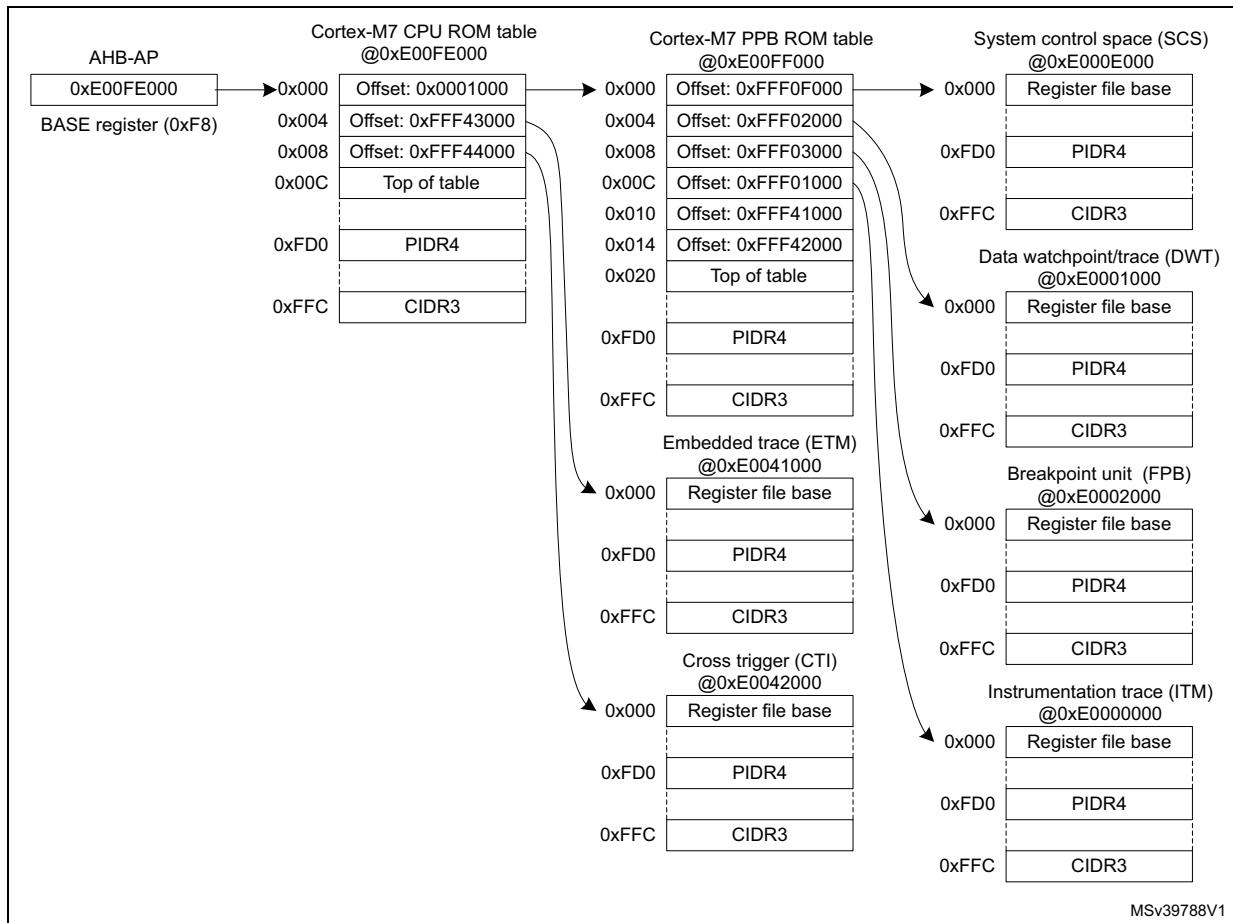 AHB-AP
0xE00FE000
BASE register (0xF8)
Cortex-M7 CPU ROM table
@0xE00FE000
0x000 Offset: 0x0001000
0x004 Offset: 0xFFF43000
0x008 Offset: 0xFFF44000
0x00C Top of table
0xFD0 PIDR4
0xFFC CIDR3
Cortex-M7 PPB ROM table
@0xE00FF000
0x000 Offset: 0xFFF0F000
0x004 Offset: 0xFFF02000
0x008 Offset: 0xFFF03000
0x00C Offset: 0xFFF01000
0x010 Offset: 0xFFF41000
0x014 Offset: 0xFFF42000
0x020 Top of table
0xFD0 PIDR4
0xFFC CIDR3
Embedded trace (ETM)
@0xE0041000
0x000 Register file base
0xFD0 PIDR4
0xFFC CIDR3
Cross trigger (CTI)
@0xE0042000
0x000 Register file base
0xFD0 PIDR4
0xFFC CIDR3
System control space (SCS)
@0xE000E000
0x000 Register file base
0xFD0 PIDR4
0xFFC CIDR3
Data watchpoint/trace (DWT)
@0xE0001000
0x000 Register file base
0xFD0 PIDR4
0xFFC CIDR3
Breakpoint unit (FPB)
@0xE0002000
0x000 Register file base
0xFD0 PIDR4
0xFFC CIDR3
Instrumentation trace (ITM)
@0xE0000000
0x000 Register file base
0xFD0 PIDR4
0xFFC CIDR3
MSv39788V1